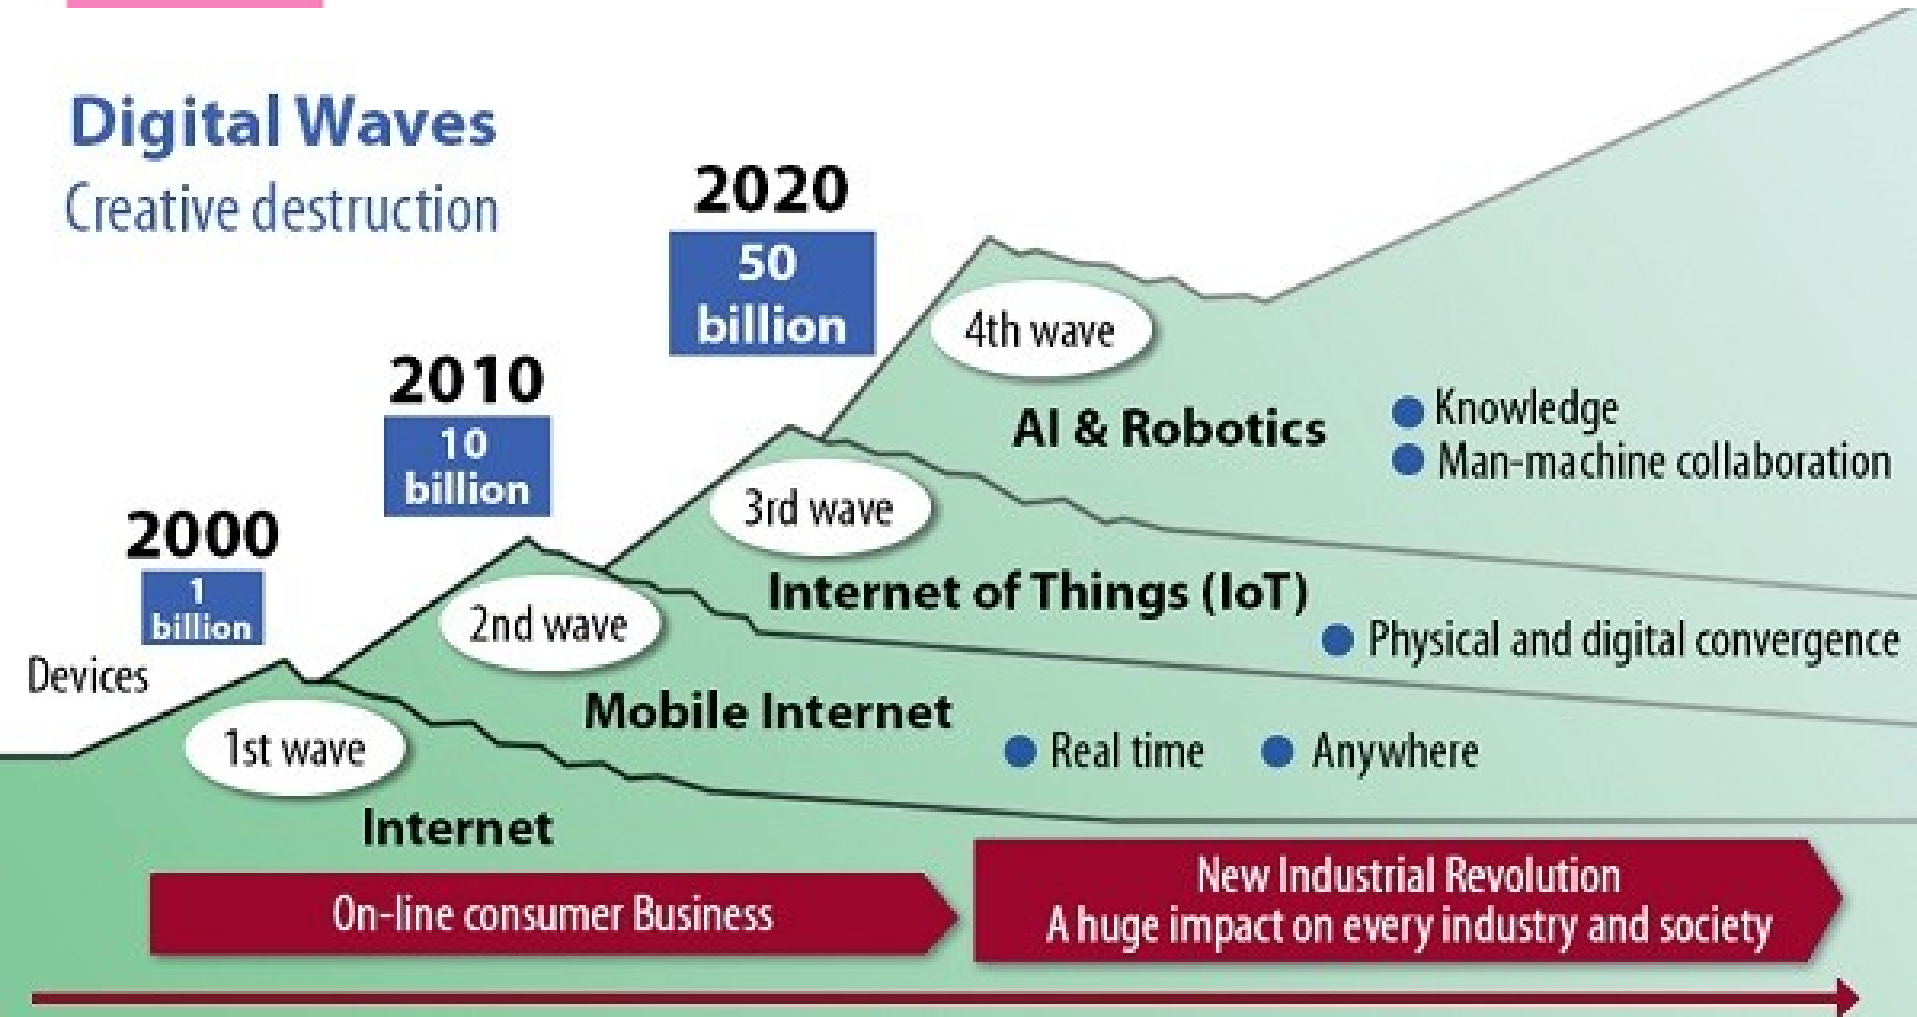 Digital Waves
Creative destruction
2020
50
billion
4th wave
2010
10
billion
AI & Robotics
Knowledge
Man-machine collaboration
3rd wave
2000
1
billion
Internet of Things (IoT)
Physical and digital convergence
2nd wave
Devices
Mobile Internet
Real time
Anywhere
1st wave
Internet
On-line consumer Business
New Industrial Revolution
A huge impact on every industry and society